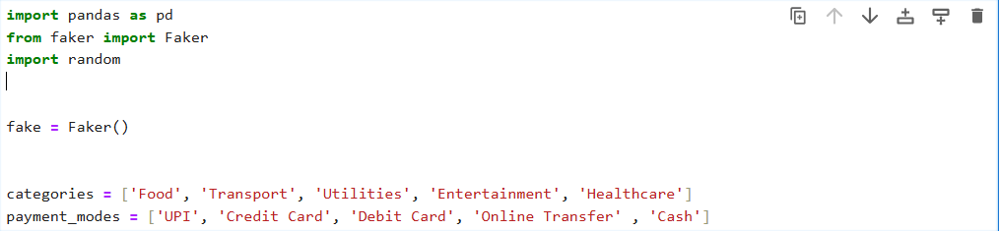 import pandas as pd
from faker import Faker
import random
fake = Faker()
categories = ['Food', 'Transport', 'Utilities', 'Entertainment', 'Healthcare']
payment_modes = ['UPI', 'Credit Card', 'Debit Card', 'Online Transfer' , 'Cash']